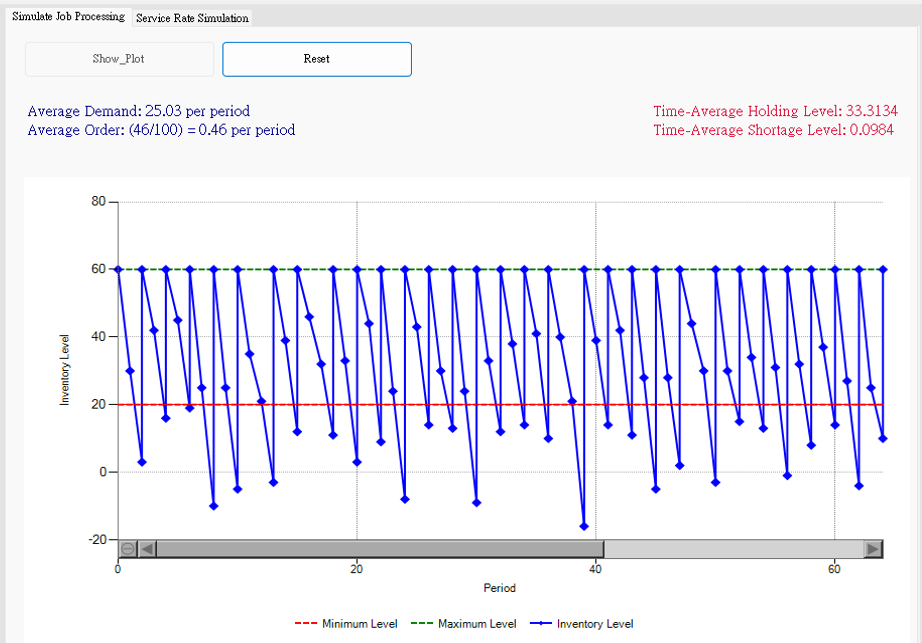 Simulate Job Processing
Service Rate Simulation
Show_Plot
Reset
Average Demand: 25.03 per period
Average Order: (46/100) = 0.46 per period
Time-Average Holding Level: 33.3134
Time-Average Shortage Level: 0.0984
80
60
40
20
0
-20
Inventory Level
0
20
40
60
Period
Minimum Level
Maximum Level
Inventory Level